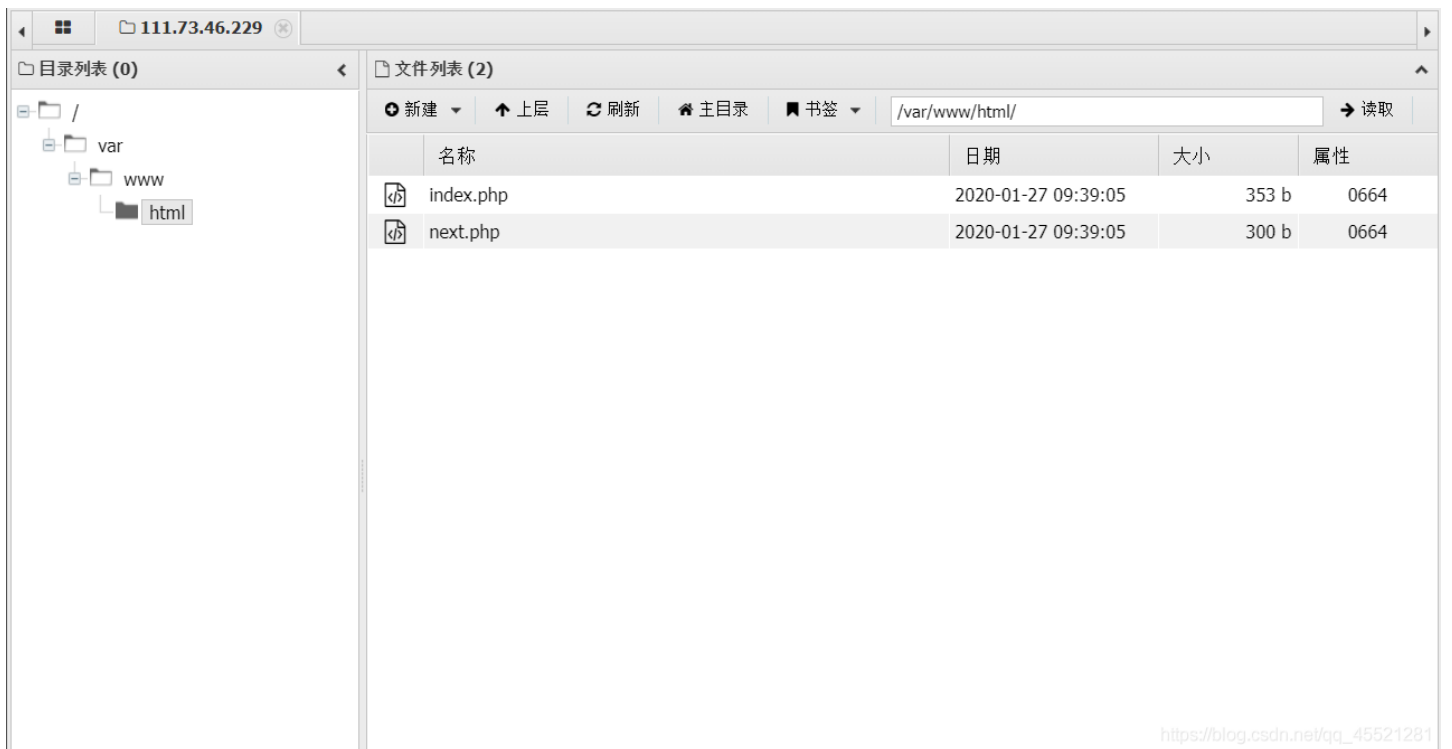 111.73.46.229
目录列表 (0)
文件列表 (2)
新建 上层 刷新 主目录 书签 /var/www/html/ 读取
/
var
www
html
名称 日期 大小 属性
index.php 2020-01-27 09:39:05 353 b 0664
next.php 2020-01-27 09:39:05 300 b 0664
https://blog.csdn.net/qq_45521281